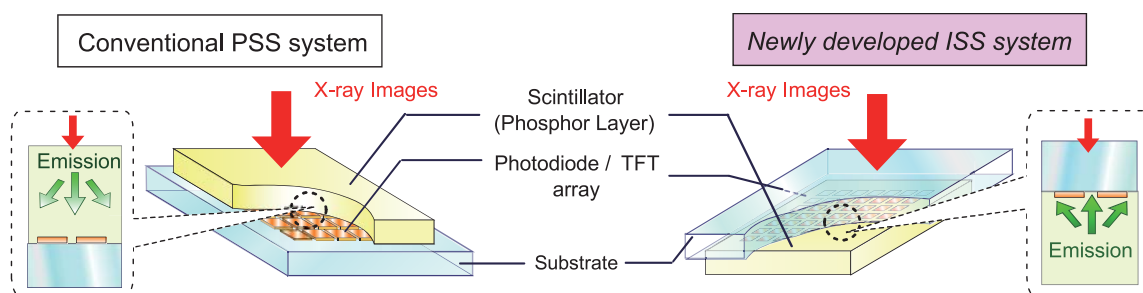 Conventional PSS system
Newly developed ISS system
X-ray Images
Scintillator
(Phosphor Layer)
X-ray Images
Emission
Photodiode / TFT
array
Substrate
Emission